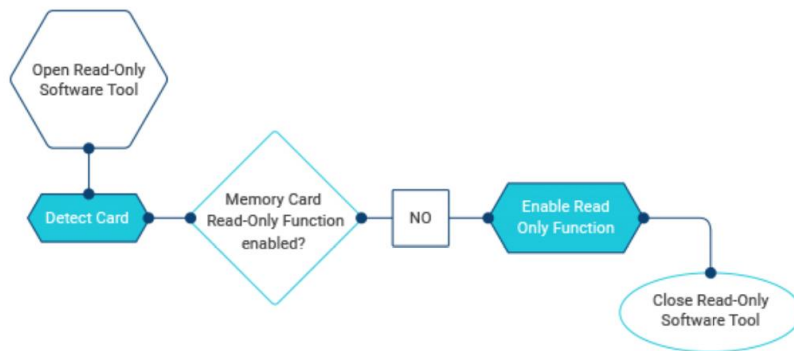 Open Read-Only
Software Tool
Detect Card
Memory Card
Read-Only Function
enabled?
NO
Enable Read
Only Function
Close Read-Only
Software Tool